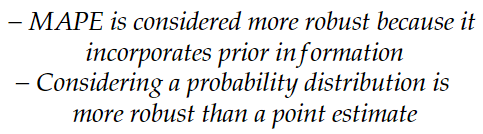 – MAPE is considered more robust because it
incorporates prior information
– Considering a probability distribution is
more robust than a point estimate